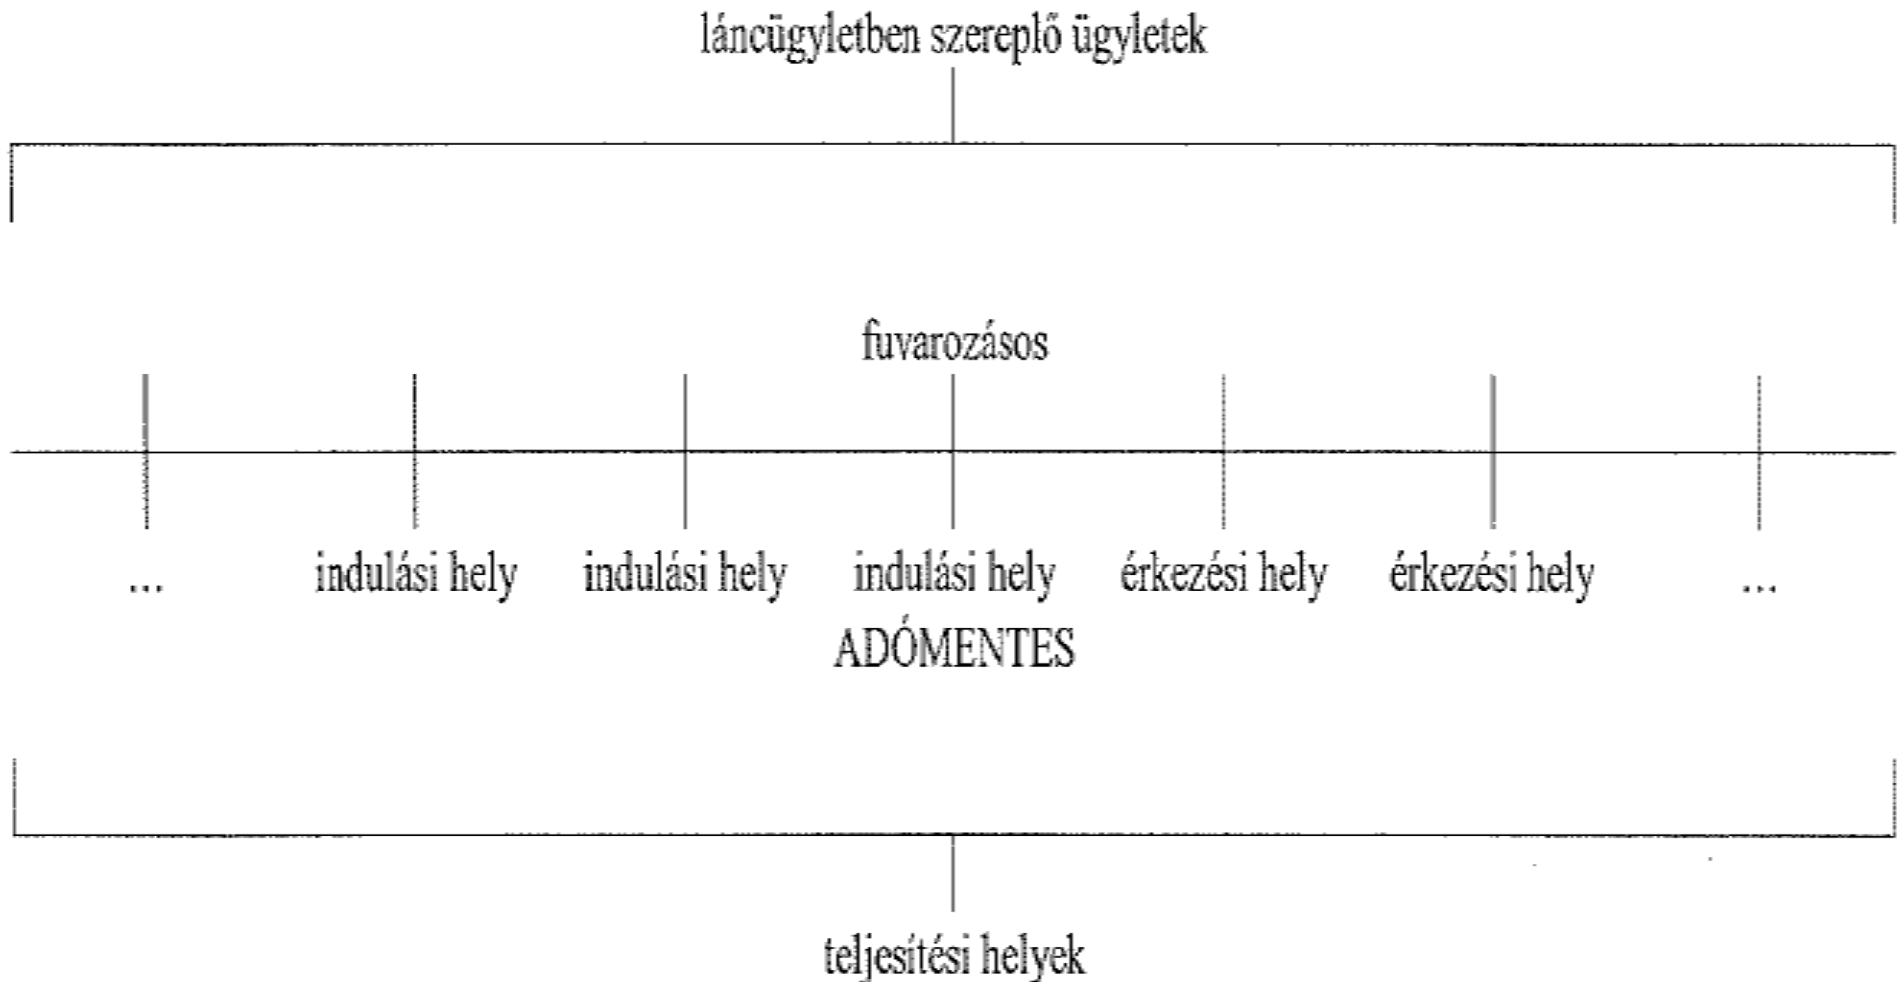 láncügyletben szereplő ügyletek
fuvarozásos
... indulási hely indulási hely indulási hely érkezési hely érkezési hely ...
ADÓMENTES
teljesítési helyek